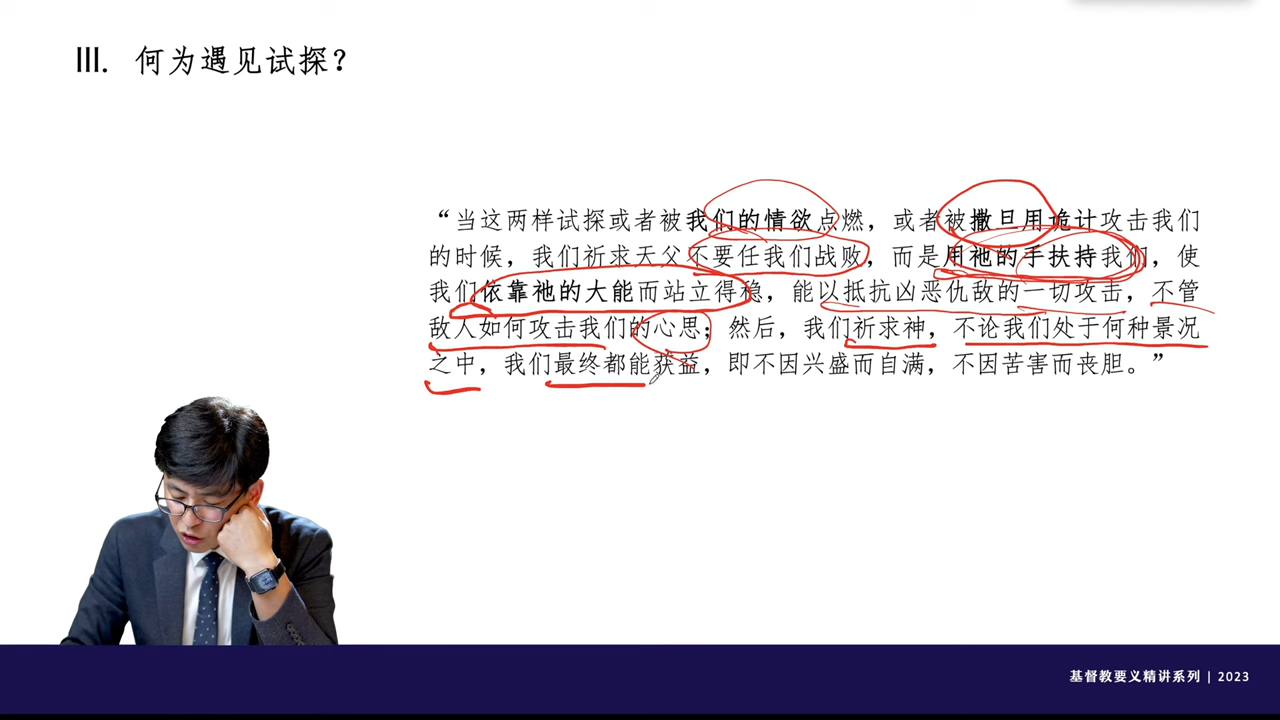 III. 何为遇见试探？
“当这两样试探或者被我们的情欲点燃，或者被撒旦用诡计攻击我们
的时候，我们祈求天父不要任我们战败，而是用祂的手扶持我们，使
我们依靠祂的大能而站立得稳，能以抵抗凶恶仇敌的一切攻击，不管
敌人如何攻击我们的心思；然后，我们祈求神，不论我们处于何种景况
之中，我们最终都能获益，即不因兴盛而自满，不因苦害而丧胆。”
基督教要义精讲系列 | 2023